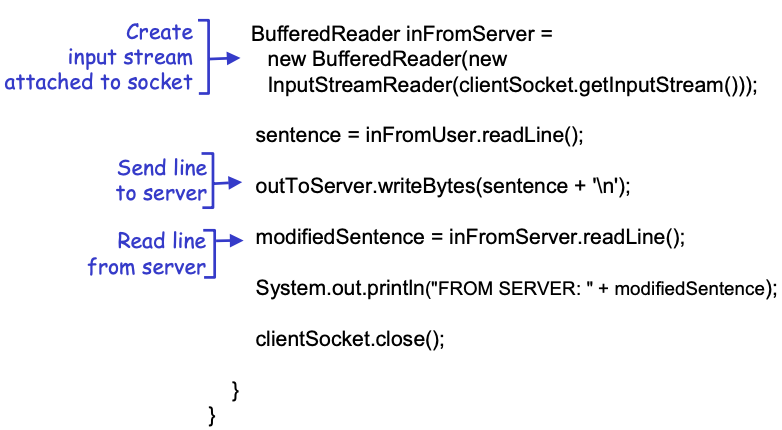 Create
input stream
attached to socket
BufferedReader inFromServer =
new BufferedReader(new
InputStreamReader(clientSocket.getInputStream()));
sentence = inFromUser.readLine();
Send line
to server
outToServer.writeBytes(sentence + '\n');
Read line
from server
modifiedSentence = inFromServer.readLine();
System.out.println("FROM SERVER: " + modifiedSentence);
clientSocket.close();
}
}